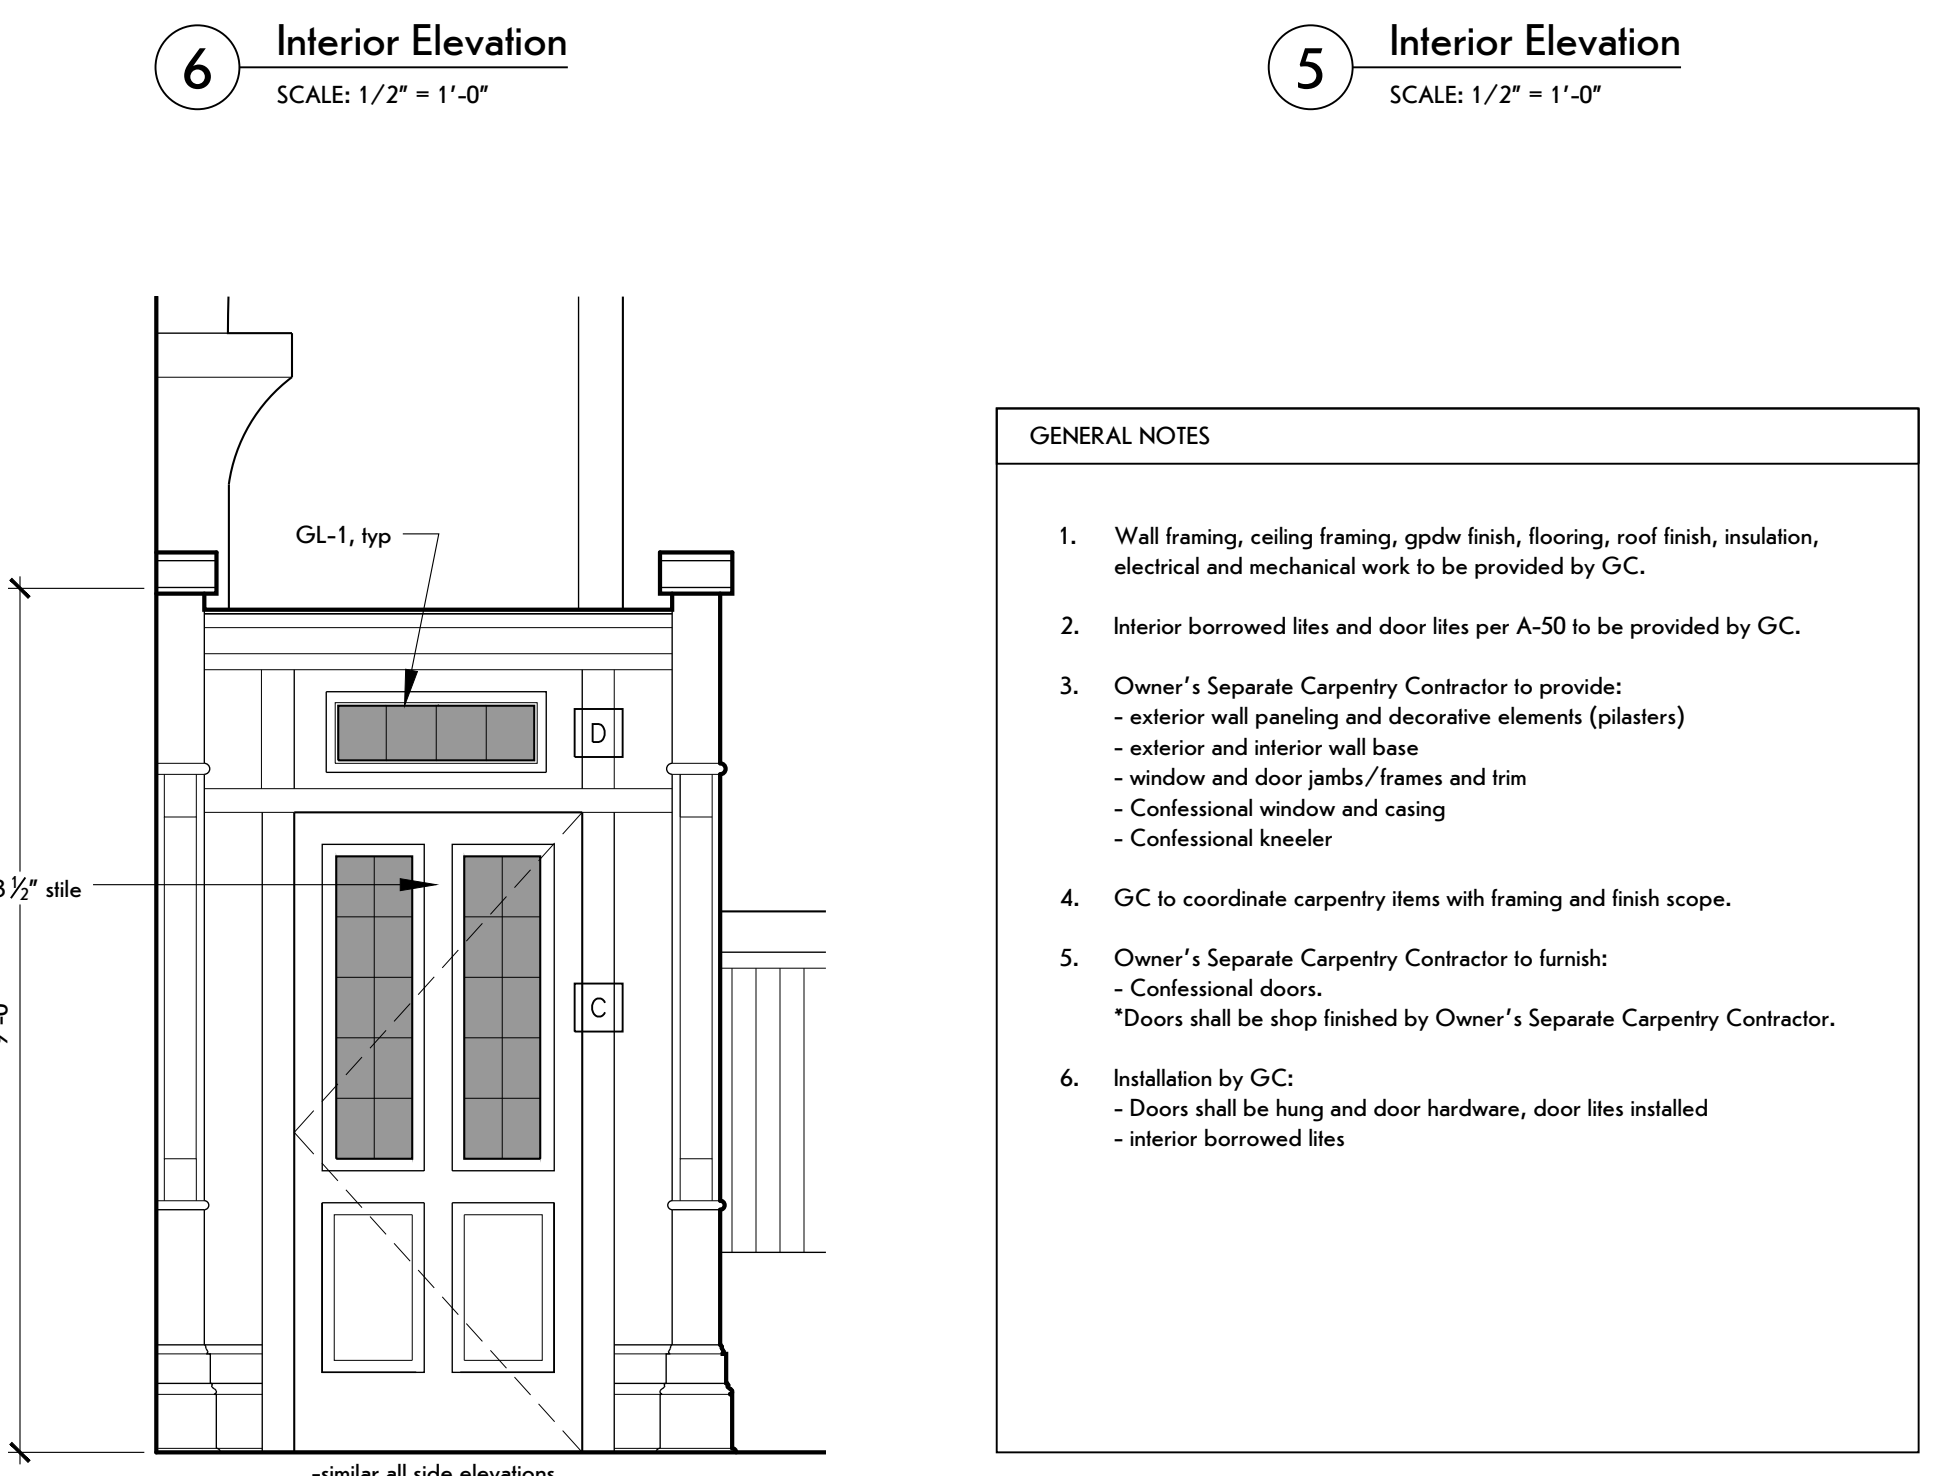 6
Interior Elevation
SCALE: 1/2" = 1'-0"
5
Interior Elevation
SCALE: 1/2" = 1'-0"
GL-1, typ
D
½" stile
C
-similar all side elevations
GENERAL NOTES
1. Wall framing, ceiling framing, gpdw finish, flooring, roof finish, insulation,
electrical and mechanical work to be provided by GC.
2. Interior borrowed lites and door lites per A-50 to be provided by GC.
3. Owner's Separate Carpentry Contractor to provide:
- exterior wall paneling and decorative elements (pilasters)
- exterior and interior wall base
- window and door jambs/frames and trim
- Confessional window and casing
- Confessional kneeler
4. GC to coordinate carpentry items with framing and finish scope.
5. Owner's Separate Carpentry Contractor to furnish:
- Confessional doors.
*Doors shall be shop finished by Owner's Separate Carpentry Contractor.
6. Installation by GC:
- Doors shall be hung and door hardware, door lites installed
- interior borrowed lites